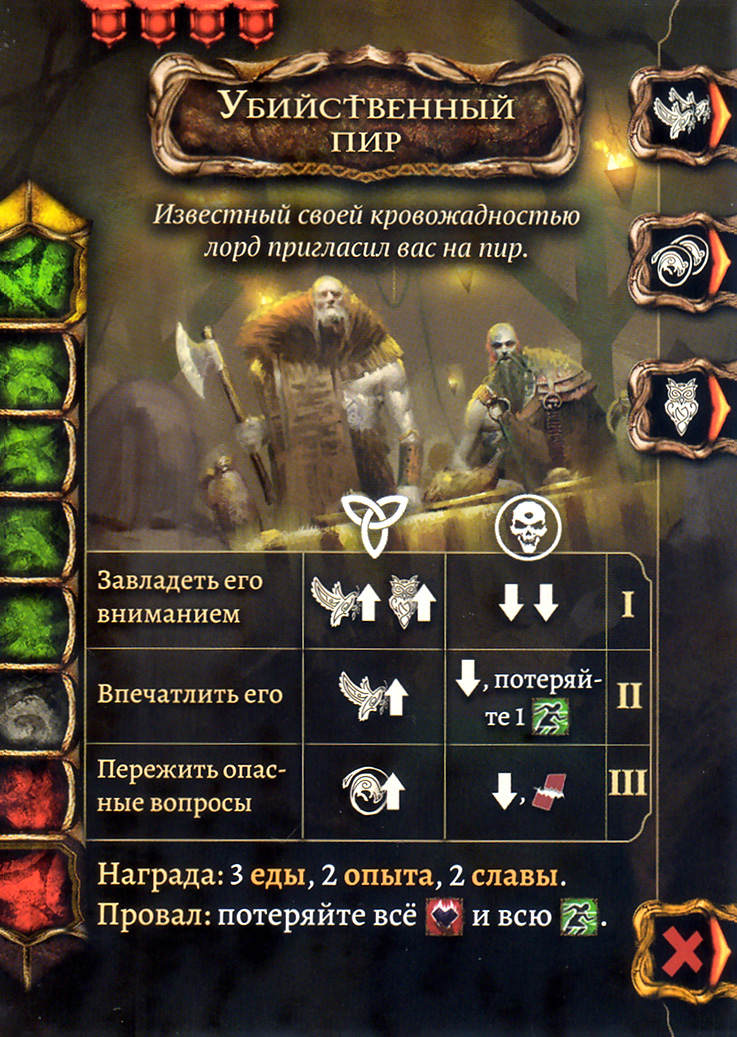 Убийственный
пир
Известный своей кровожадностью
лорд пригласил вас на пир.
Завладеть его
вниманием
I
Впечатлить его
, потеряй-
те 1
II
Пережить опас-
ные вопросы
,
III
Награда: 3 еды, 2 опыта, 2 славы.
Провал: потеряйте всё и всю .